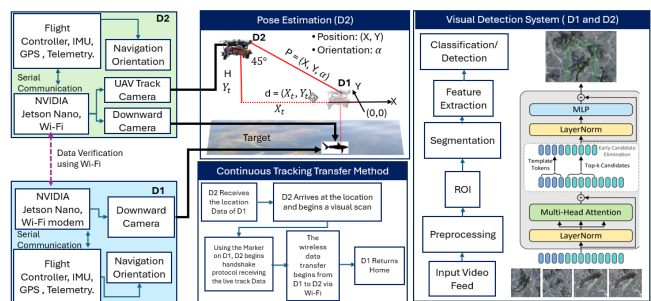 D2
Flight
Controller, IMU,
GPS , Telemetry.
Navigation
Orientation
Serial
Communication
NVIDIA
Jetson Nano,
Wi-Fi
UAV Track
Camera
Downward
Camera
Data Verification
using Wi-Fi
D1
NVIDIA
Jetson Nano,
Wi-Fi modem
Downward
Camera
Serial
Communication
Flight
Controller, IMU,
GPS, Telemetry.
Navigation
Orientation
Pose Estimation (D2)
D2
• Position: (X, Y)
• Orientation: α
45°
H
Y_t
P = (X, Y, α)
D1
d = (X_t, Y_t)
Y
X
X_t
(0,0)
Target
Continuous Tracking Transfer Method
D2 Receives
the location
Data of D1
D2 Arrives at the location
and begins a visual scan
Using the Marker
on D1, D2 begins
handshake
protocol receiving
the live track Data
The
wireless
data
transfer
begins from
D1 to D2 via
Wi-Fi
D1 Returns
Home
Visual Detection System ( D1 and D2)
Classification/
Detection
Feature
Extraction
Segmentation
ROI
Preprocessing
Input Video
Feed
MLP
LayerNorm
Early Candidate
Elimination
Template
Tokens
Top-k Candidates
Multi-Head Attention
LayerNorm